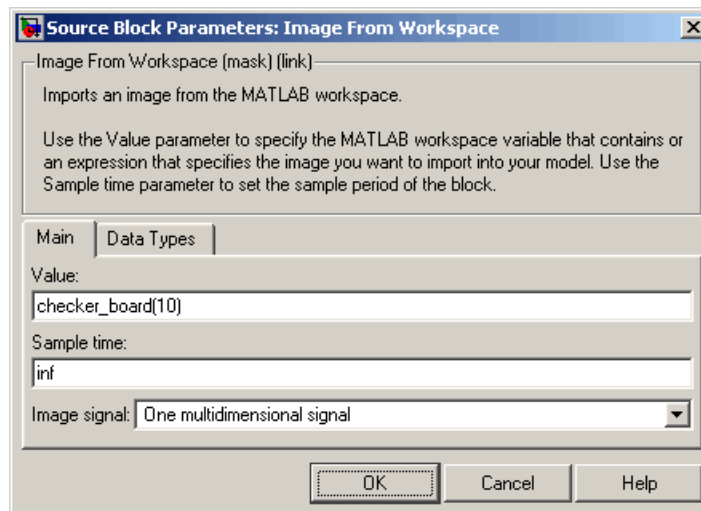 Source Block Parameters: Image From Workspace
Image From Workspace (mask) (link)
Imports an image from the MATLAB workspace.
Use the Value parameter to specify the MATLAB workspace variable that contains or
an expression that specifies the image you want to import into your model. Use the
Sample time parameter to set the sample period of the block.
Main Data Types
Value:
checker_board(10)
Sample time:
inf
Image signal: One multidimensional signal
OK Cancel Help